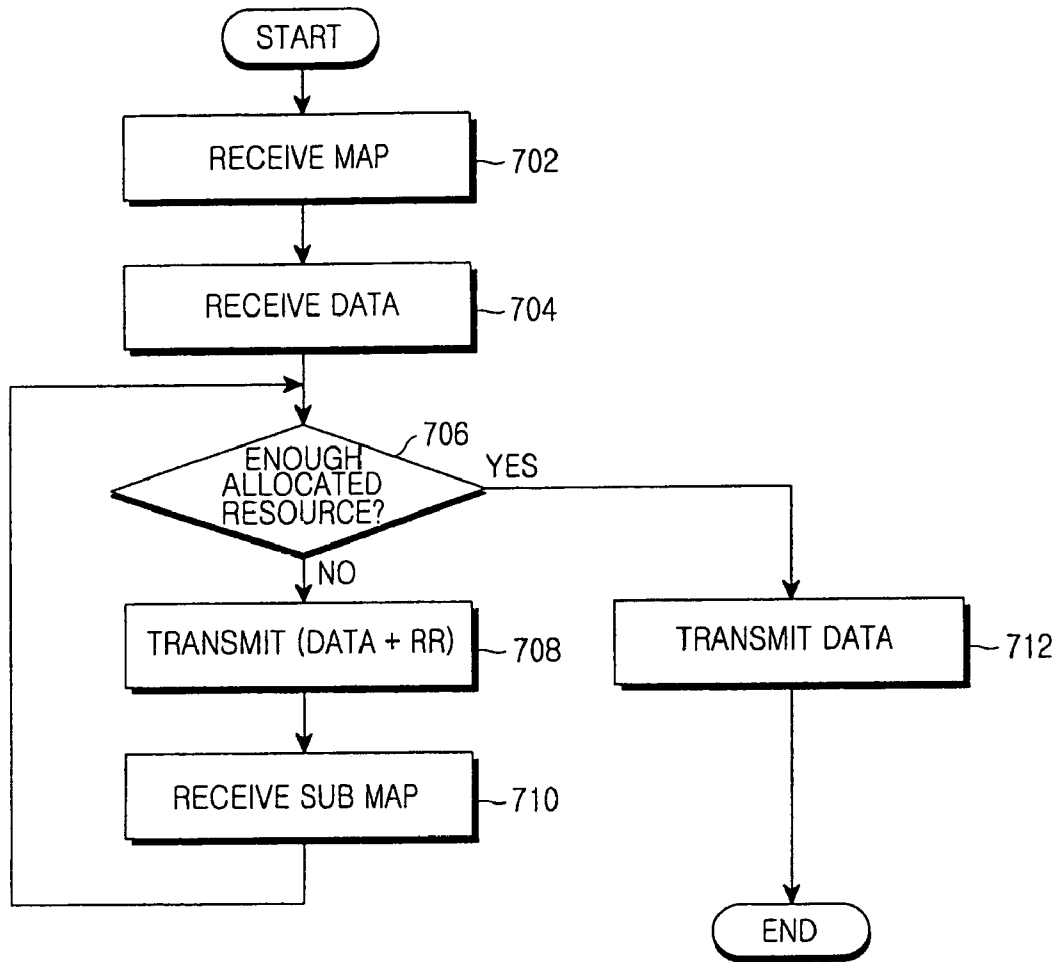 START
RECEIVE MAP
702
RECEIVE DATA
704
706
ENOUGH
ALLOCATED
RESOURCE?
YES
NO
TRANSMIT (DATA + RR)
708
TRANSMIT DATA
712
RECEIVE SUB MAP
710
END